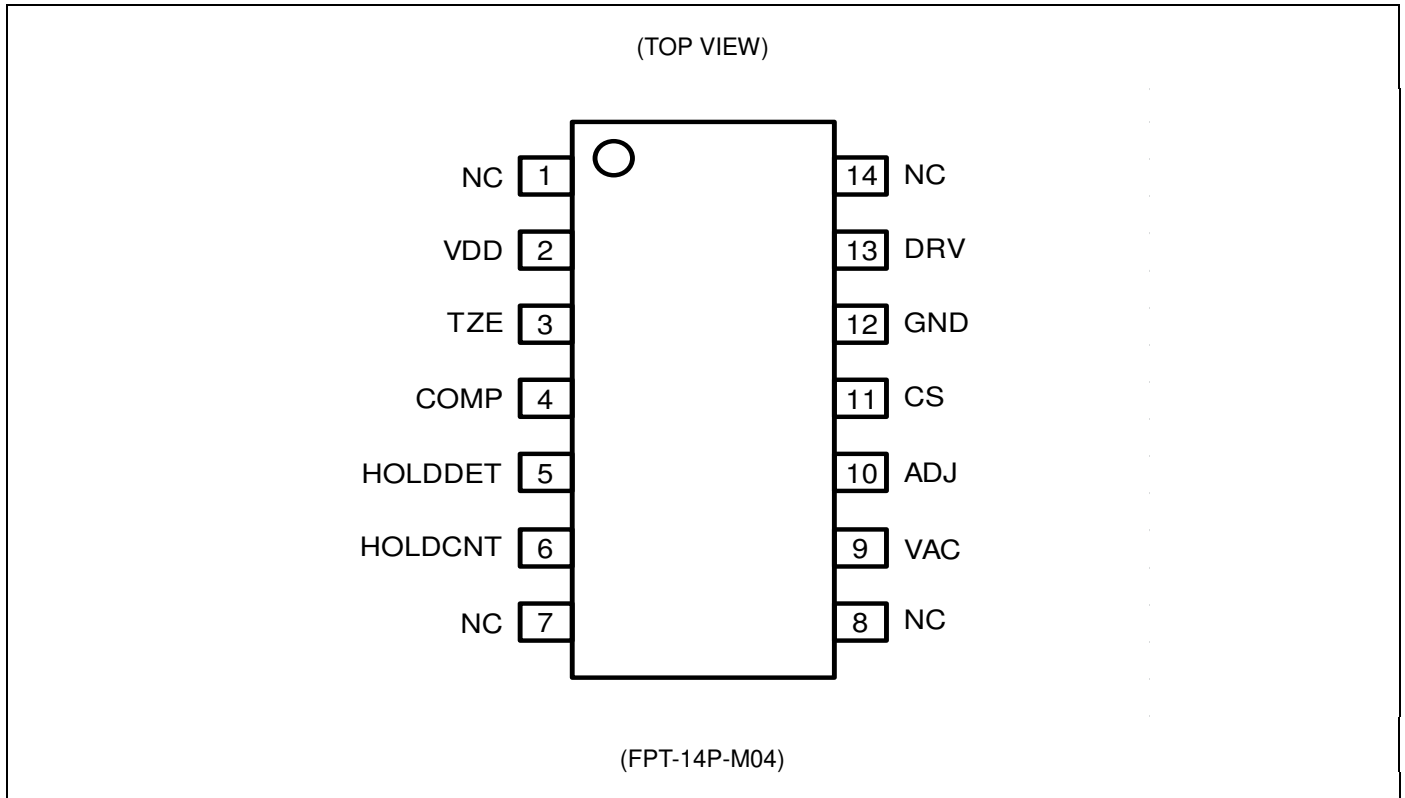 (TOP VIEW)
NC 1 14 NC
VDD 2 13 DRV
TZE 3 12 GND
COMP 4 11 CS
HOLDDET 5 10 ADJ
HOLDCNT 6 9 VAC
NC 7 8 NC
(FPT-14P-M04)